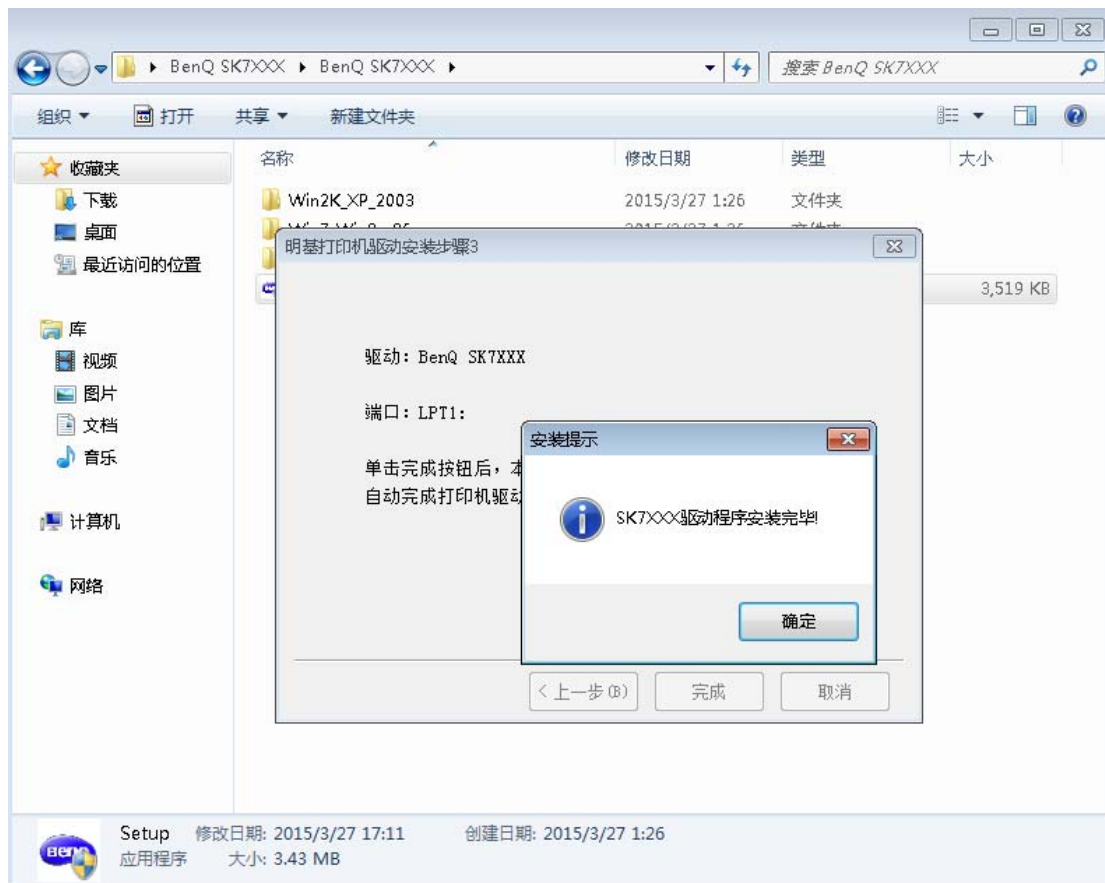 BenQ SK7XXX ▸ BenQ SK7XXX
搜索 BenQ SK7XXX
组织 打开 共享 新建文件夹
名称 修改日期 类型 大小
收藏夹
下载
桌面
最近访问的位置
库
视频
图片
文档
音乐
计算机
网络
Win2K_XP_2003 2015/3/27 1:26 文件夹
3,519 KB
明基打印机驱动安装步骤3
驱动: BenQ SK7XXX
端口: LPT1:
单击完成按钮后,
自动完成打印机驱动
安装提示
SK7XXX驱动程序安装完毕!
确定
< 上一步(B) 完成 取消
Setup 修改日期: 2015/3/27 17:11 创建日期: 2015/3/27 1:26
应用程序 大小: 3.43 MB
BenQ